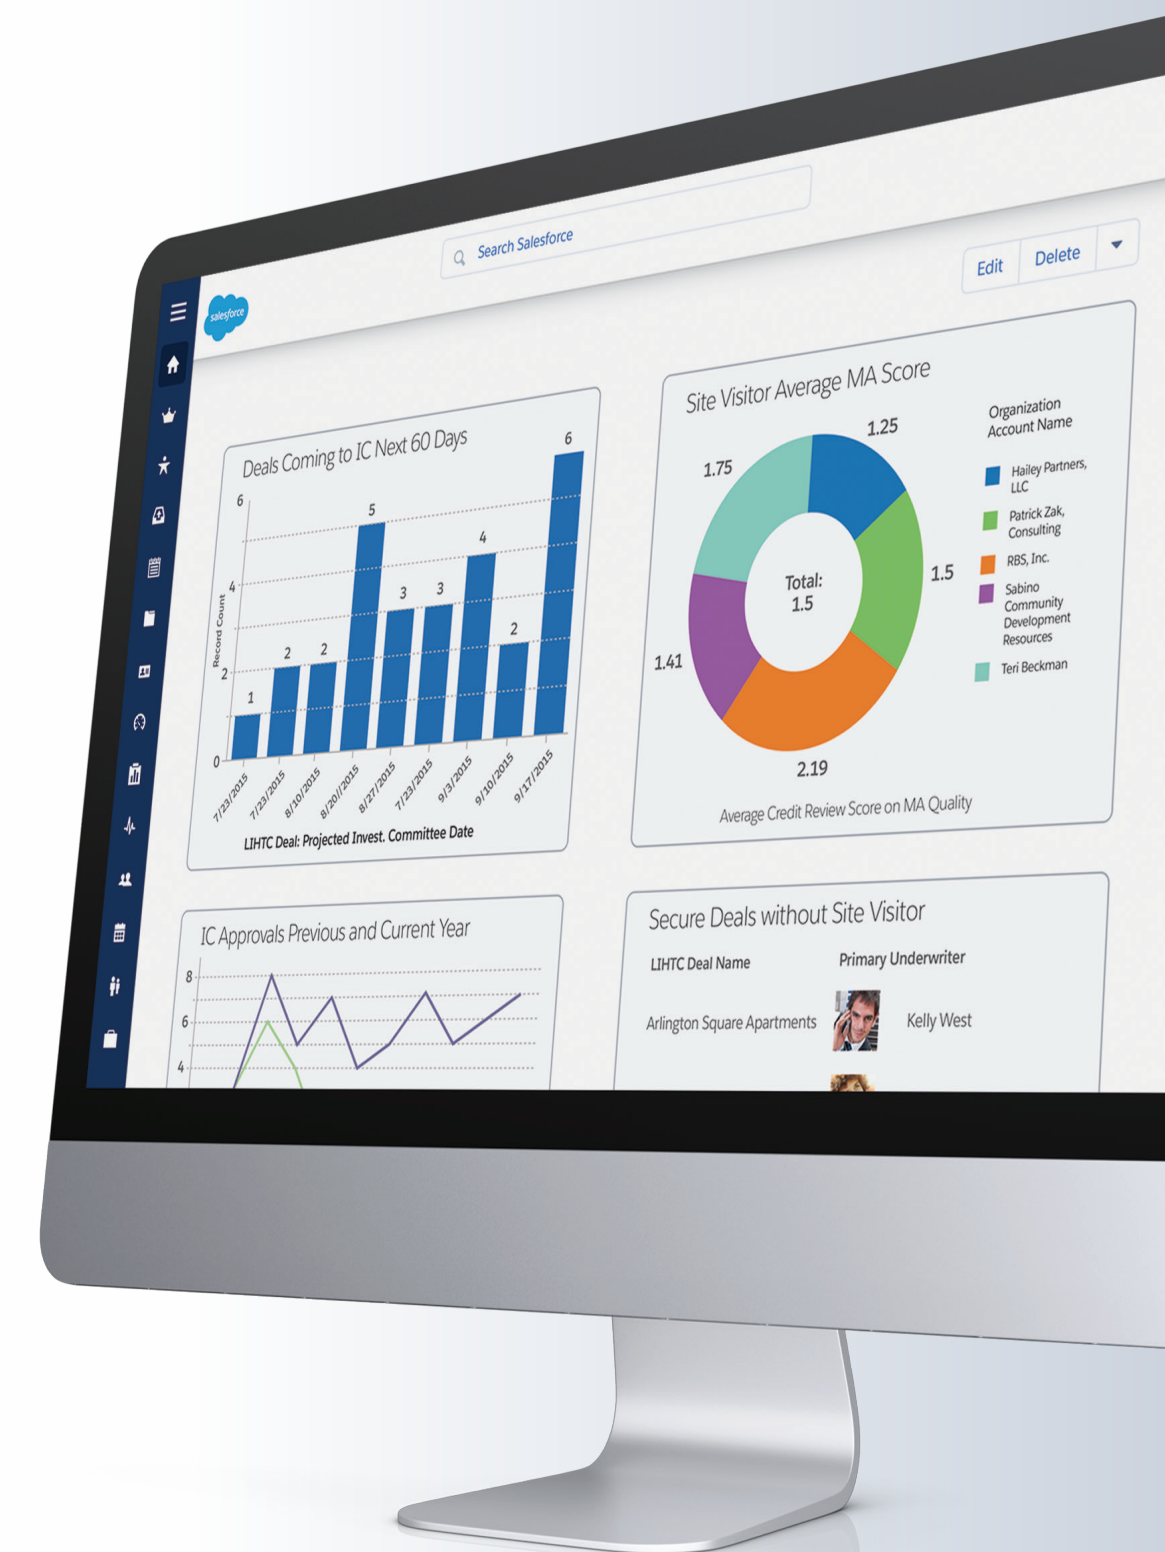 salesforce
Search Salesforce
Edit
Delete
Deals Coming to IC Next 60 Days
6
4
2
0
Record Count
1
2
2
5
3
3
4
2
6
7/23/2015
7/23/2015
8/10/2015
8/20//2015
8/27/2015
7/23/2015
9/3/2015
9/10/2015
9/17/2015
LIHTC Deal: Projected Invest. Committee Date
Site Visitor Average MA Score
1.25
1.5
2.19
1.41
1.75
Total:
1.5
Organization
Account Name
Hailey Partners,
LLC
Patrick Zak,
Consulting
RBS, Inc.
Sabino
Community
Development
Resources
Teri Beckman
Average Credit Review Score on MA Quality
IC Approvals Previous and Current Year
8
6
4
Secure Deals without Site Visitor
LIHTC Deal Name
Primary Underwriter
Arlington Square Apartments
Kelly West